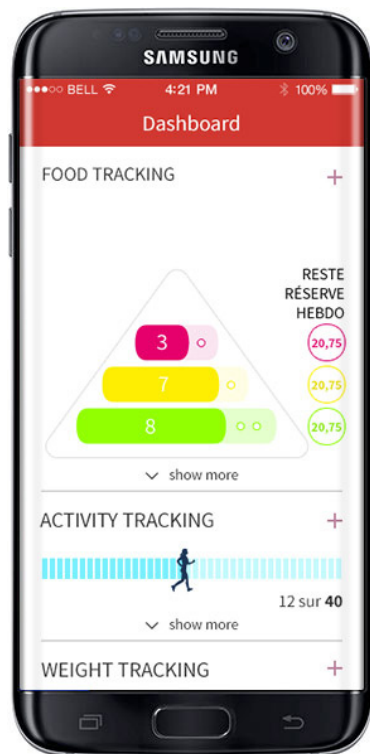 SAMSUNG
BELL 4:21 PM 100%
Dashboard
FOOD TRACKING +
RESTE
RÉSERVE
HEBDO
3 20,75
7 20,75
8 20,75
show more
ACTIVITY TRACKING +
12 sur 40
show more
WEIGHT TRACKING +